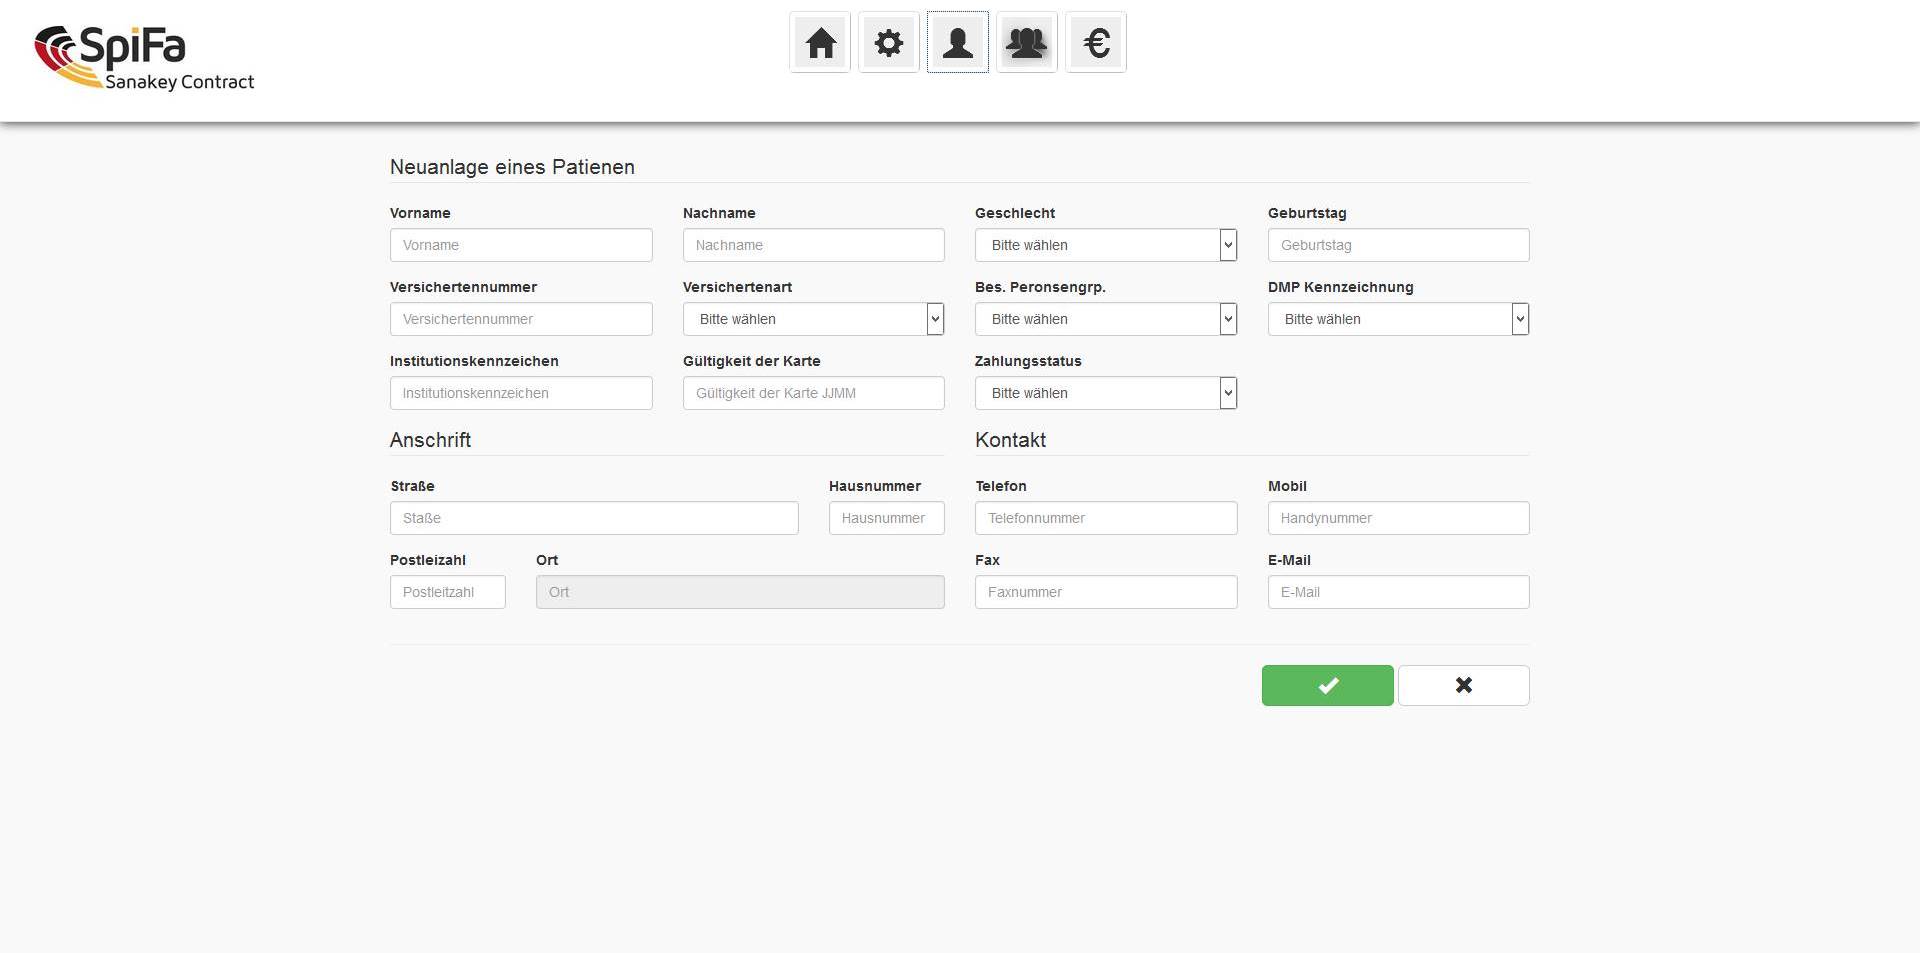 SpiFa
Sanakey Contract
€
Neuanlage eines Patienen
Vorname Nachname Geschlecht Geburtstag
Vorname Nachname Bitte wählen Geburtstag
Versichertennummer Versichertenart Bes. Peronsengrp. DMP Kennzeichnung
Versichertennummer Bitte wählen Bitte wählen Bitte wählen
Institutionskennzeichen Gültigkeit der Karte Zahlungsstatus
Institutionskennzeichen Gültigkeit der Karte JJMM Bitte wählen
Anschrift Kontakt
Straße Hausnummer Telefon Mobil
Staße Hausnummer Telefonnummer Handynummer
Postleizahl Ort Fax E-Mail
Postleitzahl Ort Faxnummer E-Mail